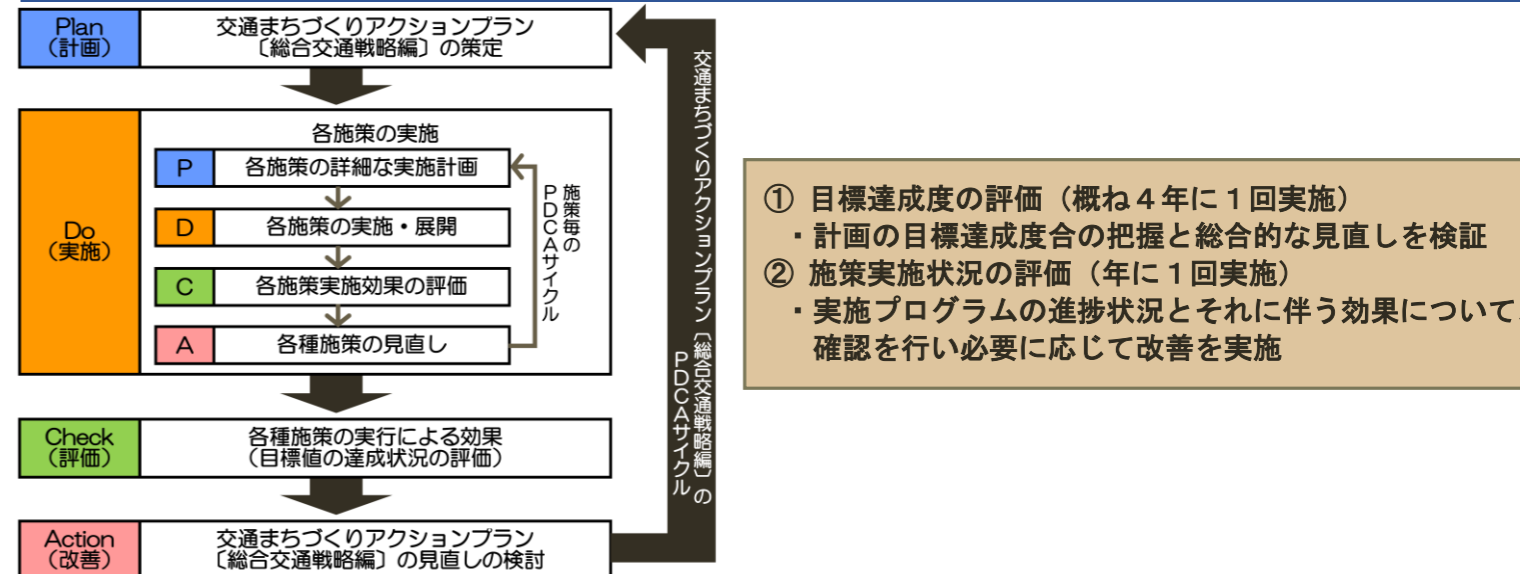 Plan
（計画）
交通まちづくりアクションプラン
〔総合交通戦略編〕の策定
Do
（実施）
各施策の実施
P
各施策の詳細な実施計画
D
各施策の実施・展開
C
各施策実施効果の評価
A
各種施策の見直し
施策毎の
PDCAサイクル
Check
（評価）
各種施策の実行による効果
（目標値の達成状況の評価）
Action
（改善）
交通まちづくりアクションプラン
〔総合交通戦略編〕の見直しの検討
交通まちづくりアクションプラン〔総合交通戦略編〕の
PDCAサイクル
① 目標達成度の評価（概ね４年に１回実施）
・計画の目標達成度合の把握と総合的な見直しを検証
② 施策実施状況の評価（年に１回実施）
・実施プログラムの進捗状況とそれに伴う効果について、
確認を行い必要に応じて改善を実施